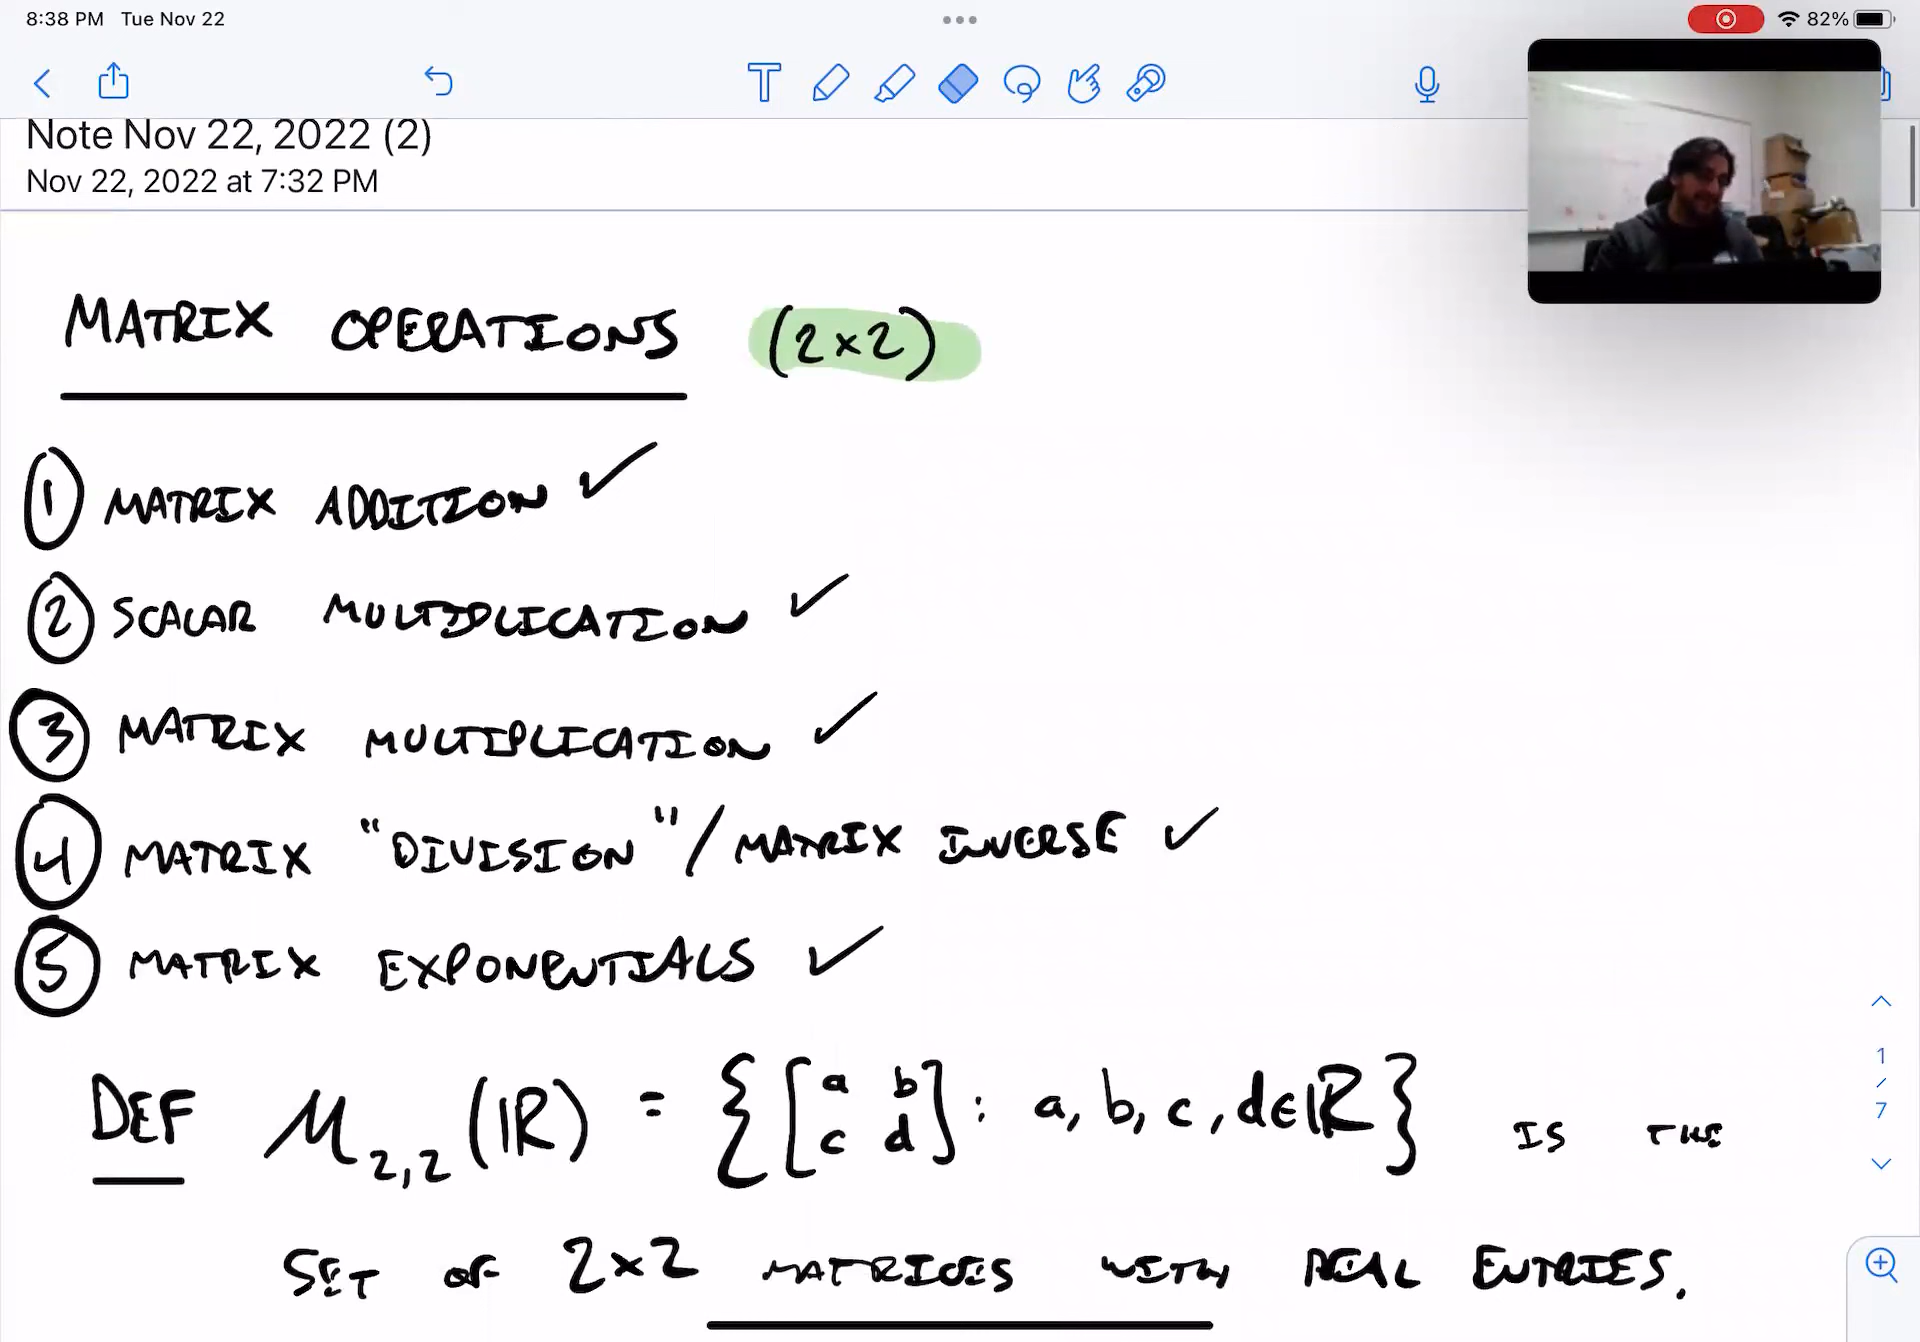 8:38 PM Tue Nov 22
82%
Note Nov 22, 2022 (2)
Nov 22, 2022 at 7:32 PM
MATRIX OPERATIONS (2×2)
① MATRIX ADDITION ✓
② SCALAR MULTIPLICATION ✓
③ MATRIX MULTIPLICATION ✓
④ MATRIX "DIVISION"/MATRIX INVERSE ✓
⑤ MATRIX EXPONENTIALS ✓
DEF M₂,₂(ℝ) = {[a b; c d] : a, b, c, d∈ℝ} IS THE
SET OF 2×2 MATRICES WITH REAL ENTRIES.
1
/
7